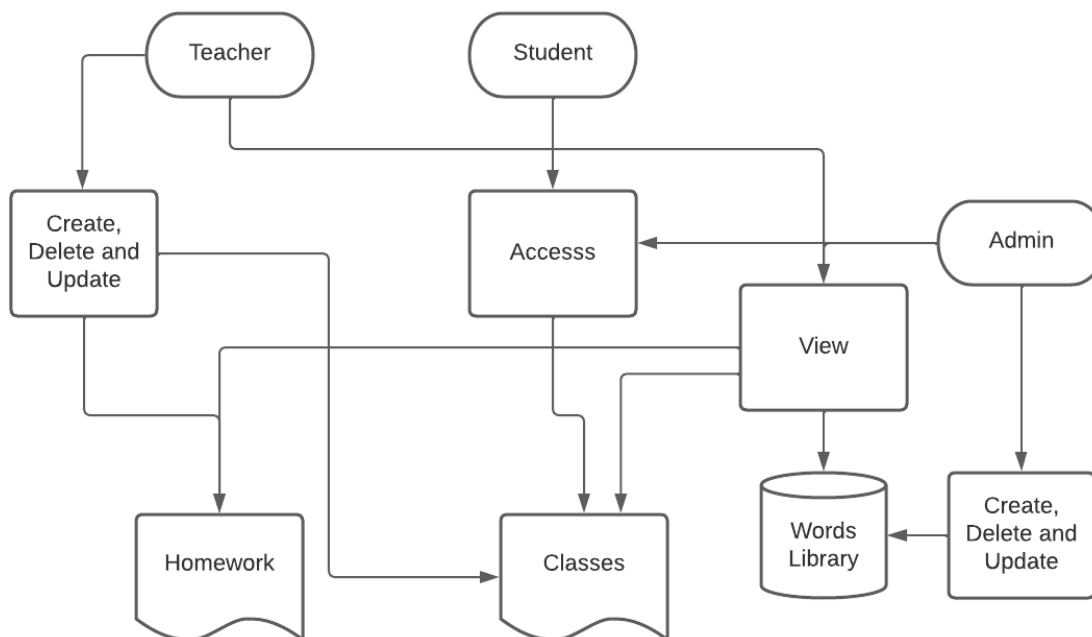 Teacher
Student
Create,
Delete and
Update
Accesss
Admin
View
Homework
Classes
Words
Library
Create,
Delete and
Update